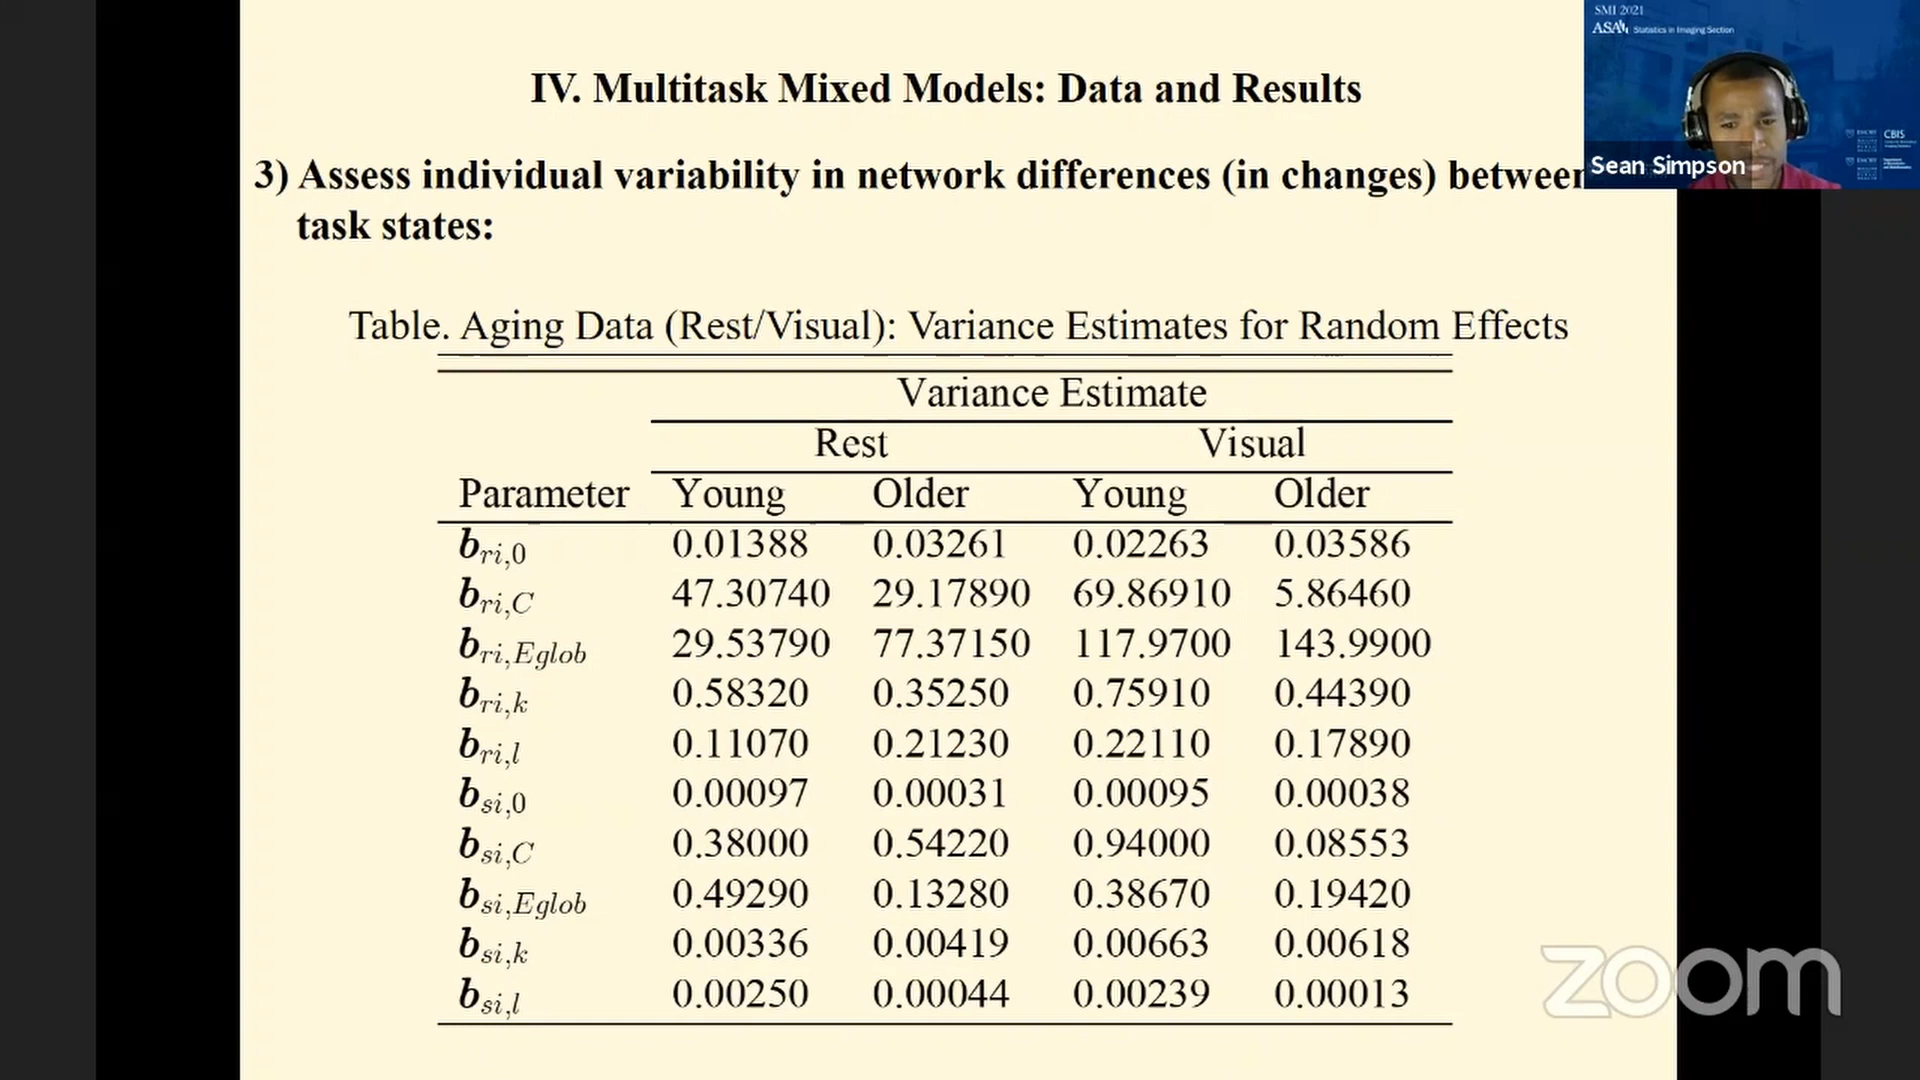 SMI 2021
ASA Statistics in Imaging Section
CBIS
Sean Simpson
IV. Multitask Mixed Models: Data and Results
3) Assess individual variability in network differences (in changes) between
task states:
Table. Aging Data (Rest/Visual): Variance Estimates for Random Effects
Variance Estimate
Rest Visual
Parameter Young Older Young Older
b_{ri,0} 0.01388 0.03261 0.02263 0.03586
b_{ri,C} 47.30740 29.17890 69.86910 5.86460
b_{ri,Eglob} 29.53790 77.37150 117.9700 143.9900
b_{ri,k} 0.58320 0.35250 0.75910 0.44390
b_{ri,l} 0.11070 0.21230 0.22110 0.17890
b_{si,0} 0.00097 0.00031 0.00095 0.00038
b_{si,C} 0.38000 0.54220 0.94000 0.08553
b_{si,Eglob} 0.49290 0.13280 0.38670 0.19420
b_{si,k} 0.00336 0.00419 0.00663 0.00618
b_{si,l} 0.00250 0.00044 0.00239 0.00013
zoom